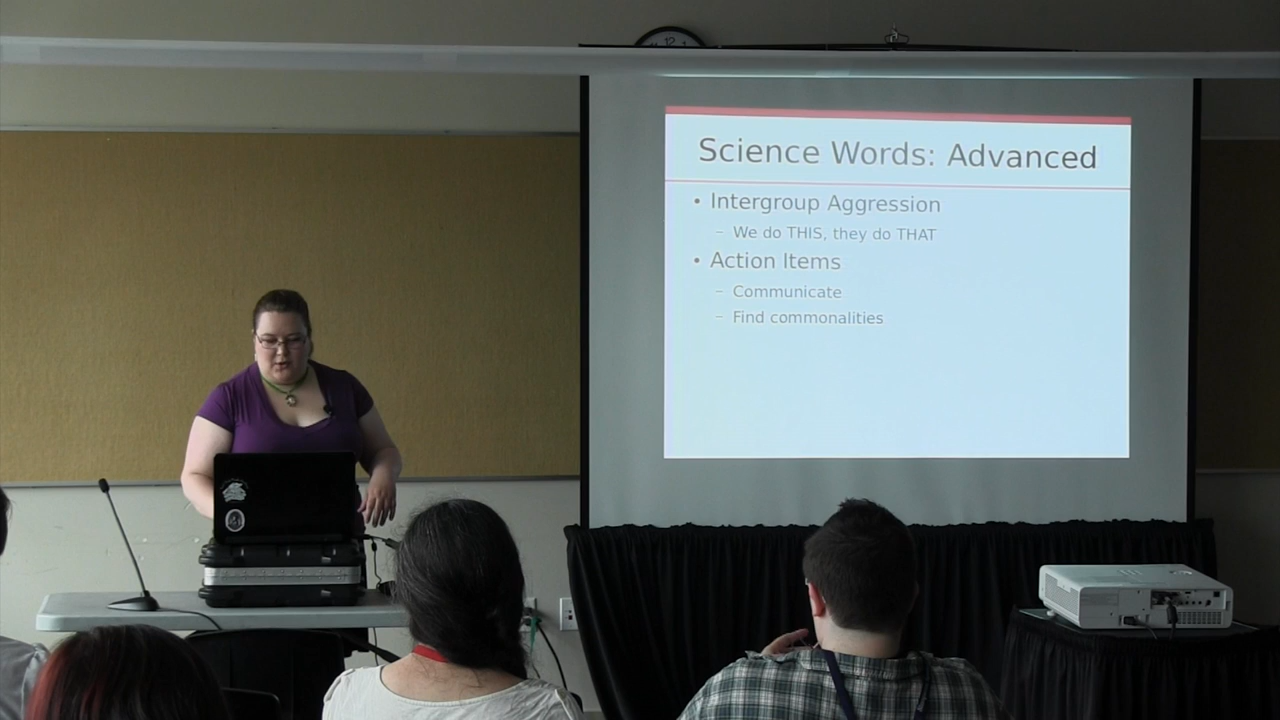 Science Words: Advanced
• Intergroup Aggression
– We do THIS, they do THAT
• Action Items
– Communicate
– Find commonalities